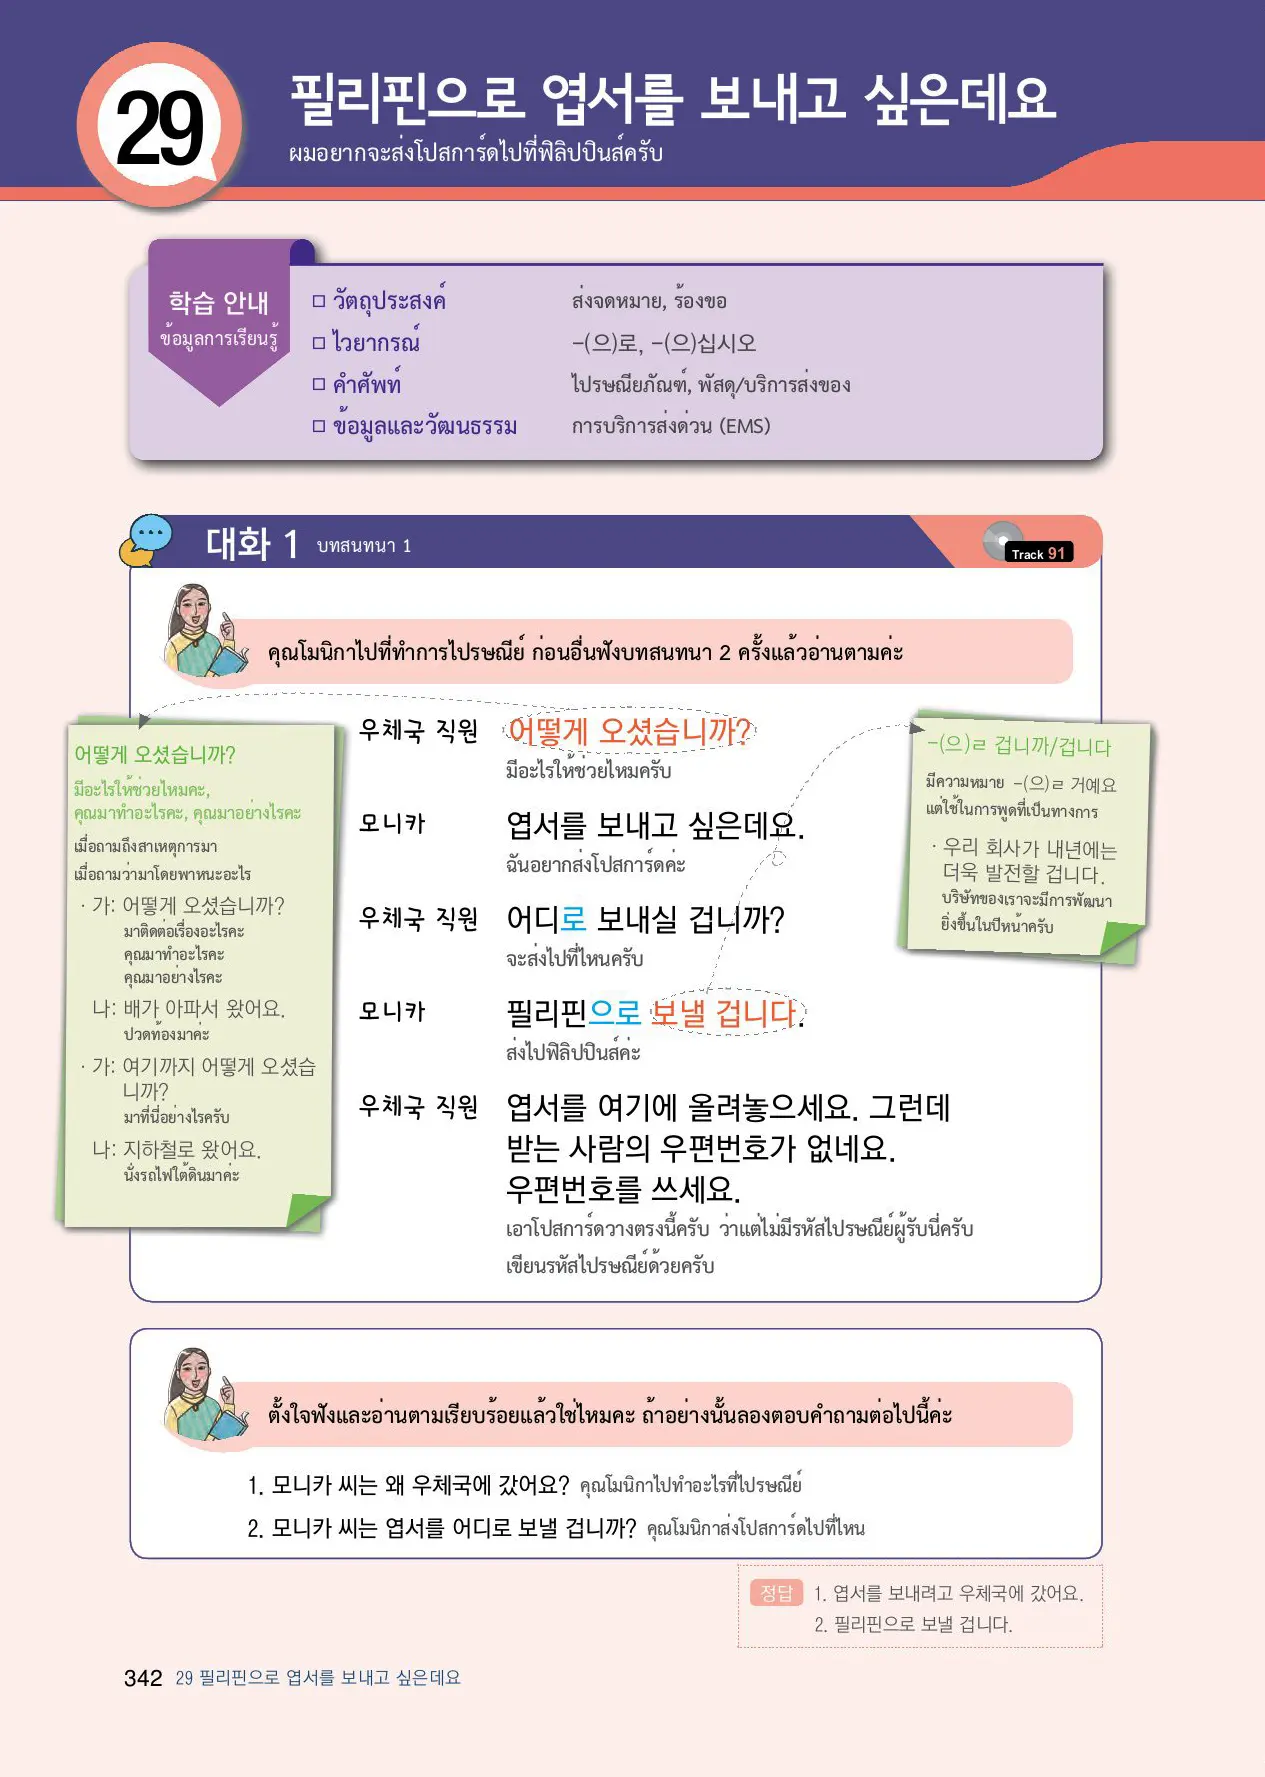 29
필리핀으로 엽서를 보내고 싶은데요
ผมอยากจะส่งโปสการ์ดไปที่ฟิลิปปินส์ครับ
학습 안내
ข้อมูลการเรียนรู้
□ วัตถุประสงค์ ส่งจดหมาย, ร้องขอ
□ ไวยากรณ์ -(으)로, -(으)십시오
□ คำศัพท์ ไปรษณียภัณฑ์, พัสดุ/บริการส่งของ
□ ข้อมูลและวัฒนธรรม การบริการส่งด่วน (EMS)
대화 1 บทสนทนา 1
Track 91
คุณโมนิกาไปที่ทำการไปรษณีย์ ก่อนอื่นฟังบทสนทนา 2 ครั้งแล้วอ่านตามค่ะ
우체국 직원 어떻게 오셨습니까?
มีอะไรให้ช่วยไหมครับ
모니카 엽서를 보내고 싶은데요.
ฉันอยากส่งโปสการ์ดค่ะ
우체국 직원 어디로 보내실 겁니까?
จะส่งไปที่ไหนครับ
모니카 필리핀으로 보낼 겁니다.
ส่งไปฟิลิปปินส์ค่ะ
우체국 직원 엽서를 여기에 올려놓으세요. 그런데
받는 사람의 우편번호가 없네요.
우편번호를 쓰세요.
เอาโปสการ์ดวางตรงนี้ครับ ว่าแต่ไม่มีรหัสไปรษณีย์ผู้รับนี่ครับ
เขียนรหัสไปรษณีย์ด้วยครับ
어떻게 오셨습니까?
มีอะไรให้ช่วยไหมคะ,
คุณมาทำอะไรคะ, คุณมาอย่างไรคะ
เมื่อถามถึงสาเหตุการมา
เมื่อถามว่ามาโดยพาหนะอะไร
· 가: 어떻게 오셨습니까?
มาติดต่อเรื่องอะไรคะ
คุณมาทำอะไรคะ
คุณมาอย่างไรคะ
나: 배가 아파서 왔어요.
ปวดท้องมาค่ะ
· 가: 여기까지 어떻게 오셨습
니까?
มาที่นี่อย่างไรครับ
나: 지하철로 왔어요.
นั่งรถไฟใต้ดินมาค่ะ
-(으)ㄹ 겁니까/겁니다
มีความหมาย -(으)ㄹ 거예요
แต่ใช้ในการพูดที่เป็นทางการ
· 우리 회사가 내년에는
더욱 발전할 겁니다.
บริษัทของเราจะมีการพัฒนา
ยิ่งขึ้นในปีหน้าครับ
ตั้งใจฟังและอ่านตามเรียบร้อยแล้วใช่ไหมคะ ถ้าอย่างนั้นลองตอบคำถามต่อไปนี้ค่ะ
1. 모니카 씨는 왜 우체국에 갔어요? คุณโมนิกาไปทำอะไรที่ไปรษณีย์
2. 모니카 씨는 엽서를 어디로 보낼 겁니까? คุณโมนิกาส่งโปสการ์ดไปที่ไหน
정답 1. 엽서를 보내려고 우체국에 갔어요.
2. 필리핀으로 보낼 겁니다.
342 29 필리핀으로 엽서를 보내고 싶은데요